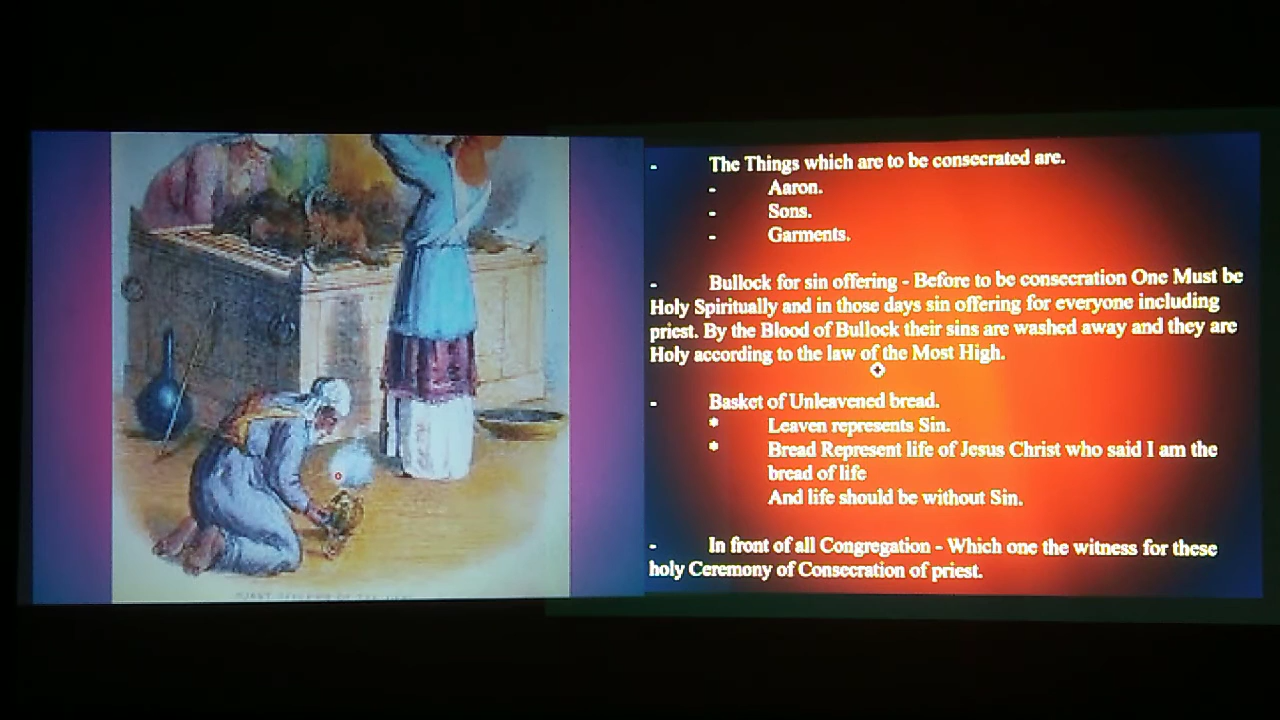 - The Things which are to be consecrated are.
- Aaron.
- Sons.
- Garments.
- Bullock for sin offering - Before to be consecration One Must be
Holy Spiritually and in those days sin offering for everyone including
priest. By the Blood of Bullock their sins are washed away and they are
Holy according to the law of the Most High.
- Basket of Unleavened bread.
* Leaven represents Sin.
* Bread Represent life of Jesus Christ who said I am the
bread of life
And life should be without Sin.
- In front of all Congregation - Which one the witness for these
holy Ceremony of Consecration of priest.